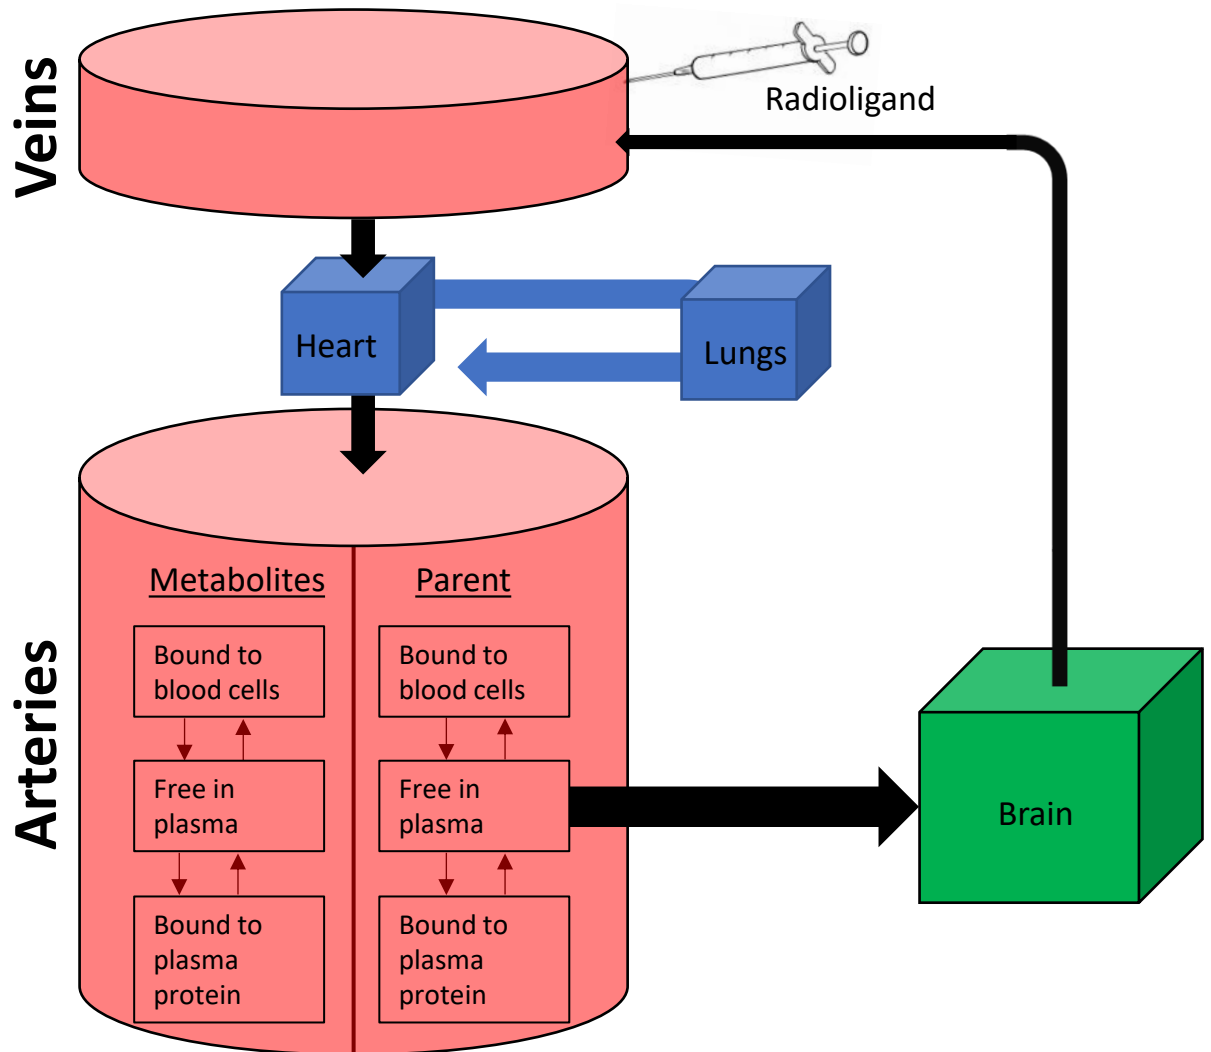 Veins
Radioligand
Heart
Lungs
Arteries
Metabolites
Parent
Bound to
blood cells
Bound to
blood cells
Free in
plasma
Free in
plasma
Bound to
plasma
protein
Bound to
plasma
protein
Brain